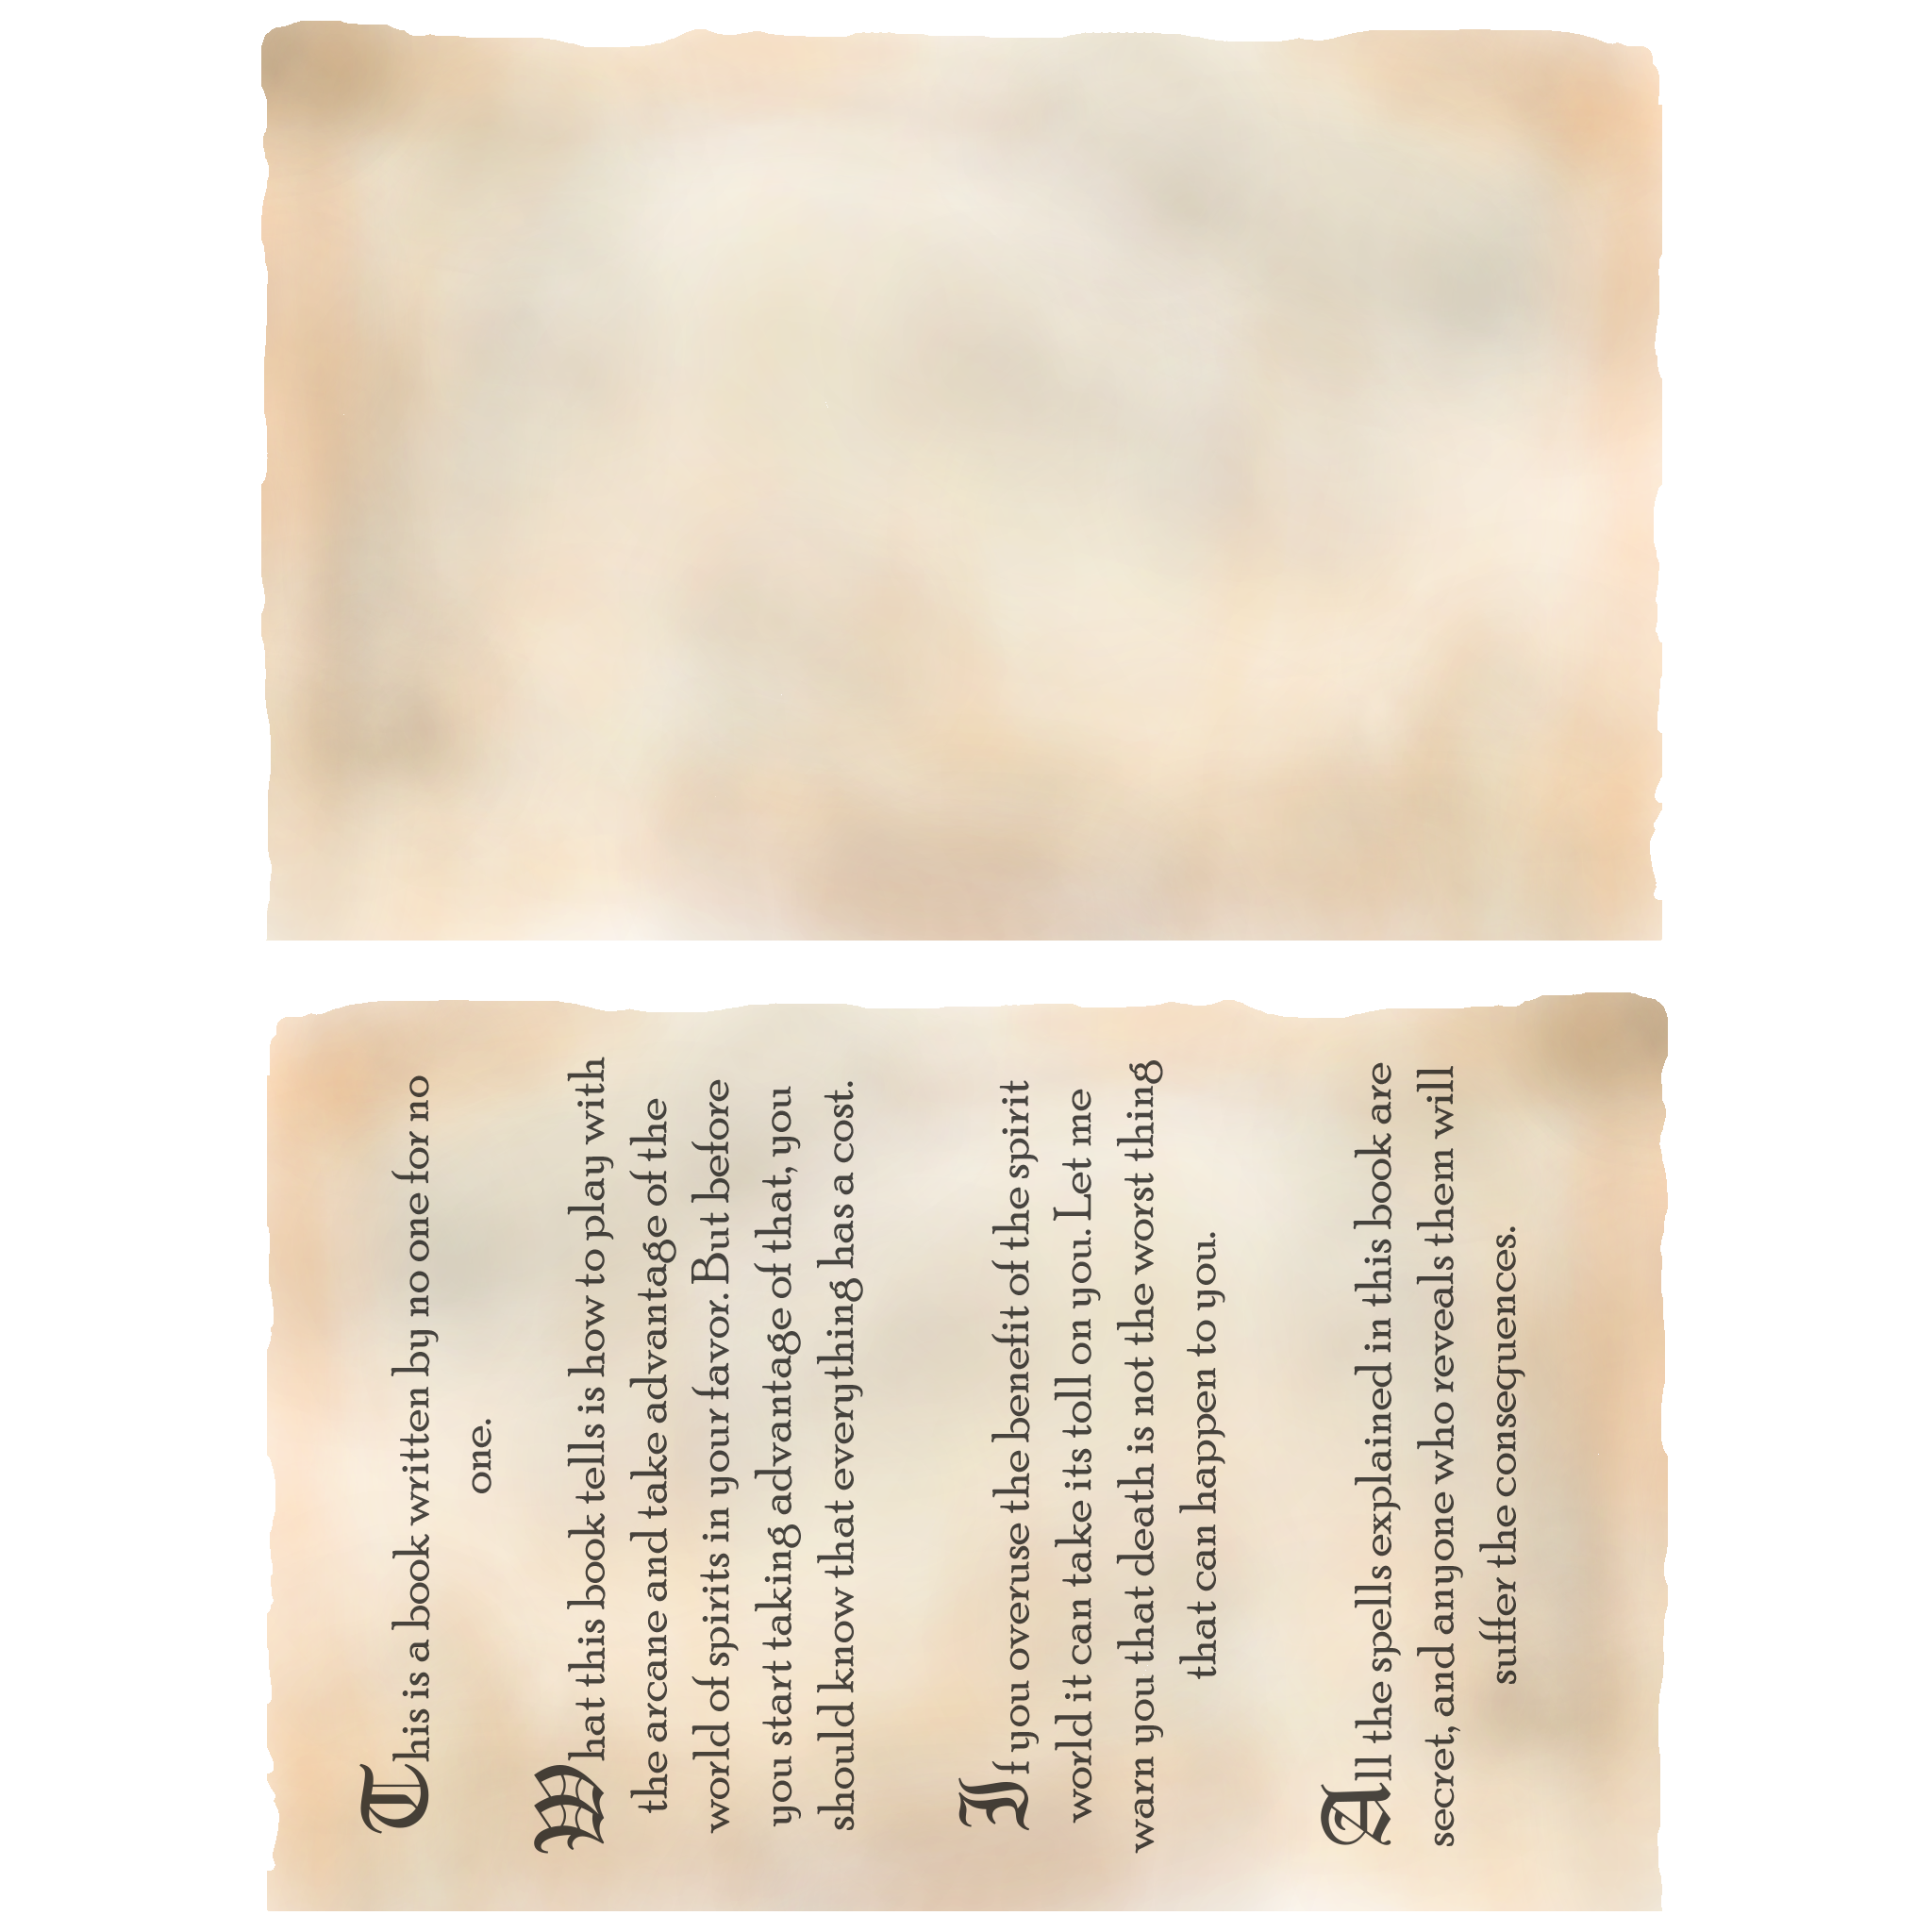 This is a book written by no one for no
one.
What this book tells is how to play with
the arcane and take advantage of the
world of spirits in your favor. But before
you start taking advantage of that, you
should know that everything has a cost.
If you overuse the benefit of the spirit
world it can take its toll on you. Let me
warn you that death is not the worst thing
that can happen to you.
All the spells explained in this book are
secret, and anyone who reveals them will
suffer the consequences.